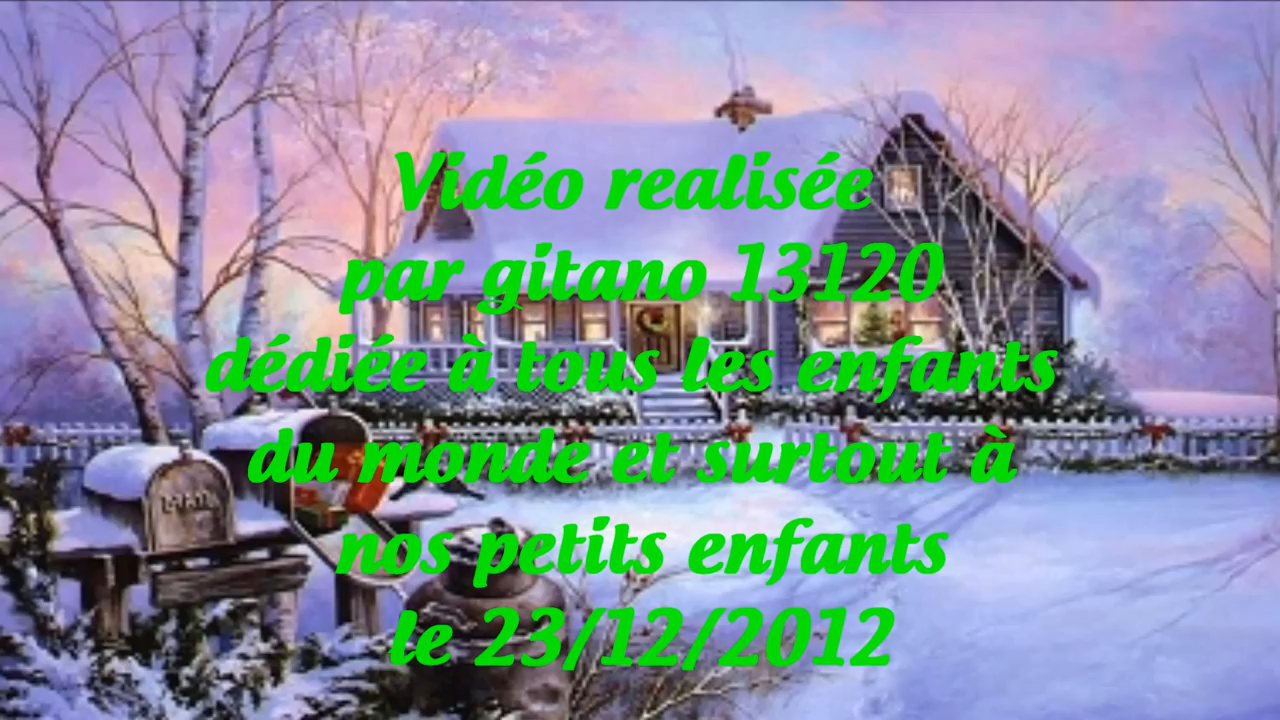 Vidéo realisée
par gitano 13120
dédiée à tous les enfants
du monde et surtout à
nos petits enfants
le 23/12/2012
MAIL